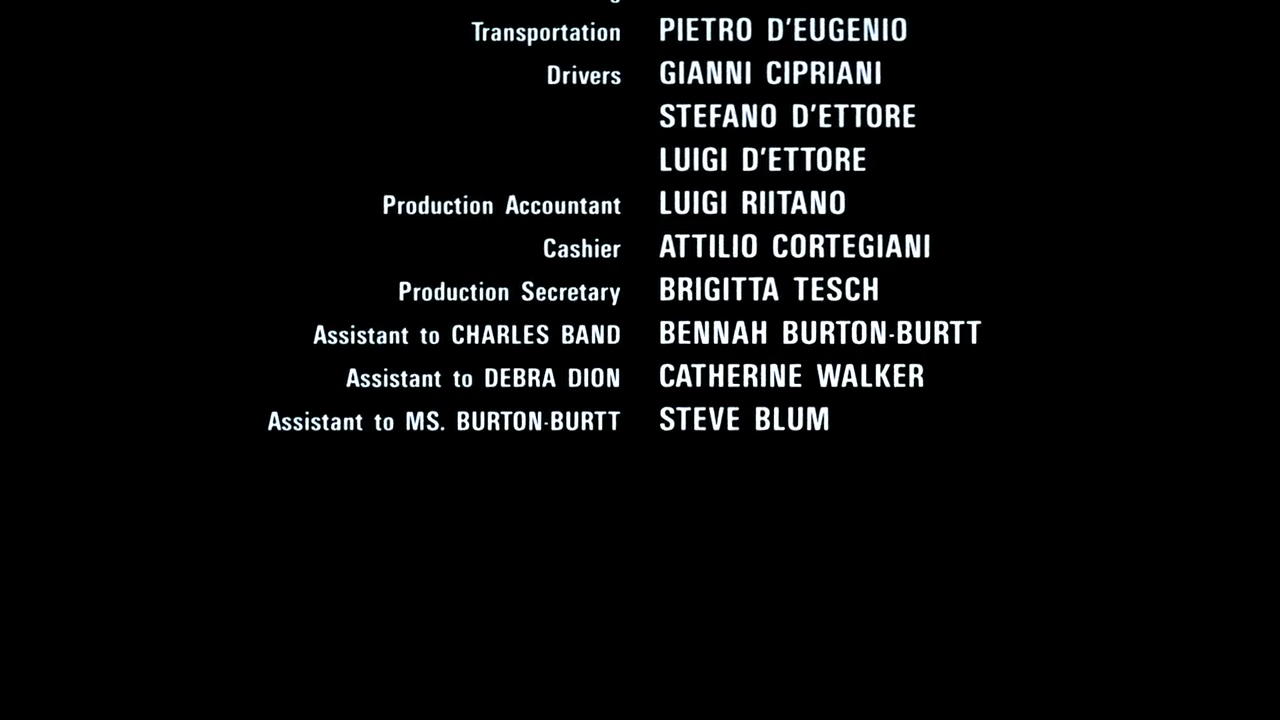 Transportation PIETRO D'EUGENIO
Drivers GIANNI CIPRIANI
STEFANO D'ETTORE
LUIGI D'ETTORE
Production Accountant LUIGI RIITANO
Cashier ATTILIO CORTEGIANI
Production Secretary BRIGITTA TESCH
Assistant to CHARLES BAND BENNAH BURTON-BURTT
Assistant to DEBRA DION CATHERINE WALKER
Assistant to MS. BURTON-BURTT STEVE BLUM